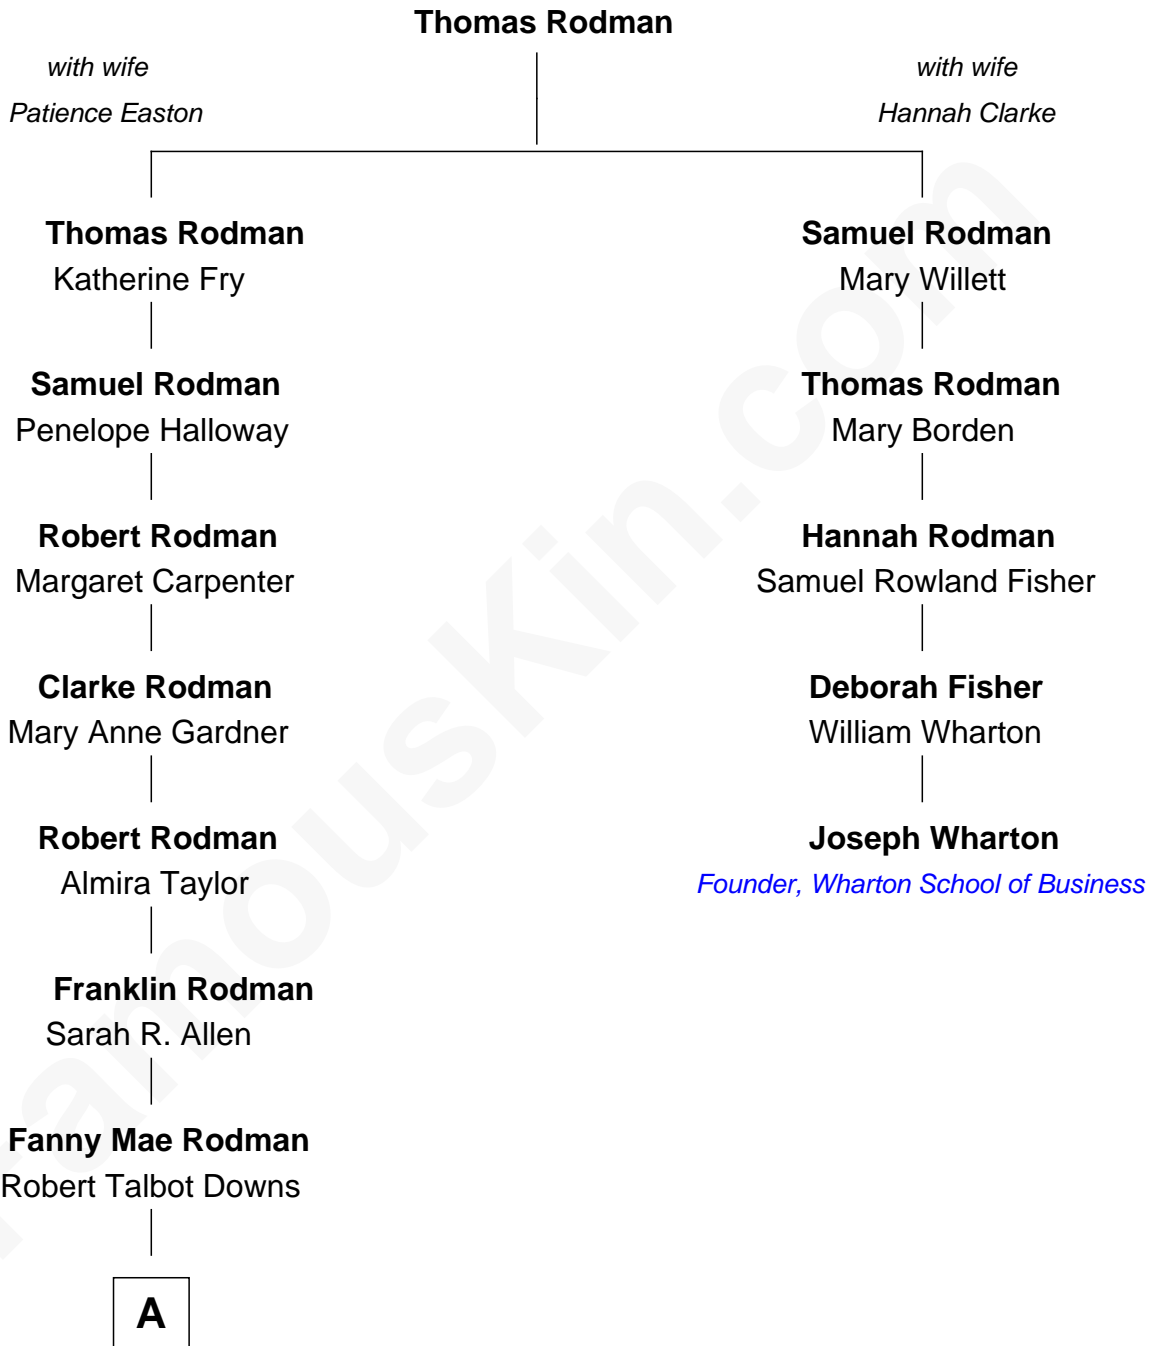 Thomas Rodman
with wife
Patience Easton
with wife
Hannah Clarke
Thomas Rodman
Katherine Fry
Samuel Rodman
Mary Willett
Samuel Rodman
Penelope Halloway
Thomas Rodman
Mary Borden
Robert Rodman
Margaret Carpenter
Hannah Rodman
Samuel Rowland Fisher
Clarke Rodman
Mary Anne Gardner
Deborah Fisher
William Wharton
Robert Rodman
Almira Taylor
Joseph Wharton
Founder, Wharton School of Business
Franklin Rodman
Sarah R. Allen
Fanny Mae Rodman
Robert Talbot Downs
A
FamousKin.com